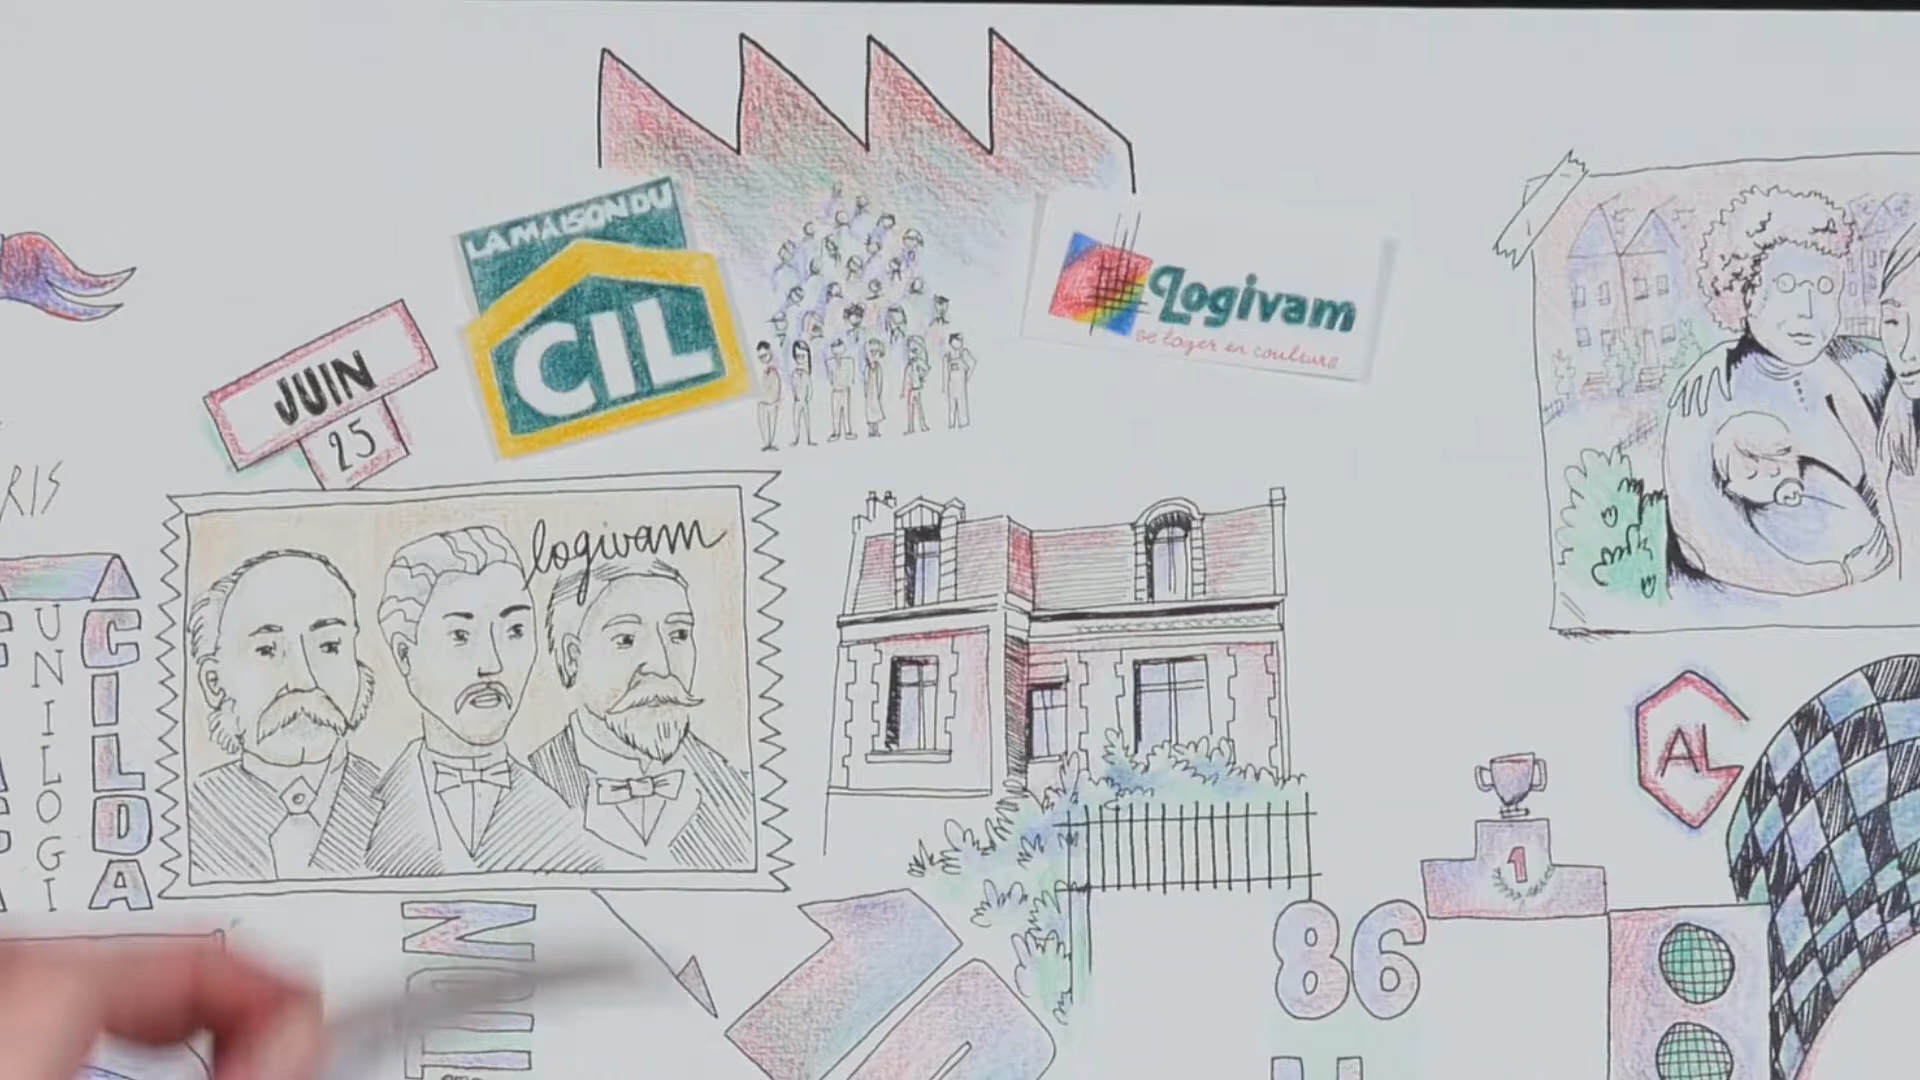 LA MAISON DU
CIL
Logivam
se loger en couleurs
JUIN
25
RIS
logivam
UNILOGI
CILDA
AL
1
86